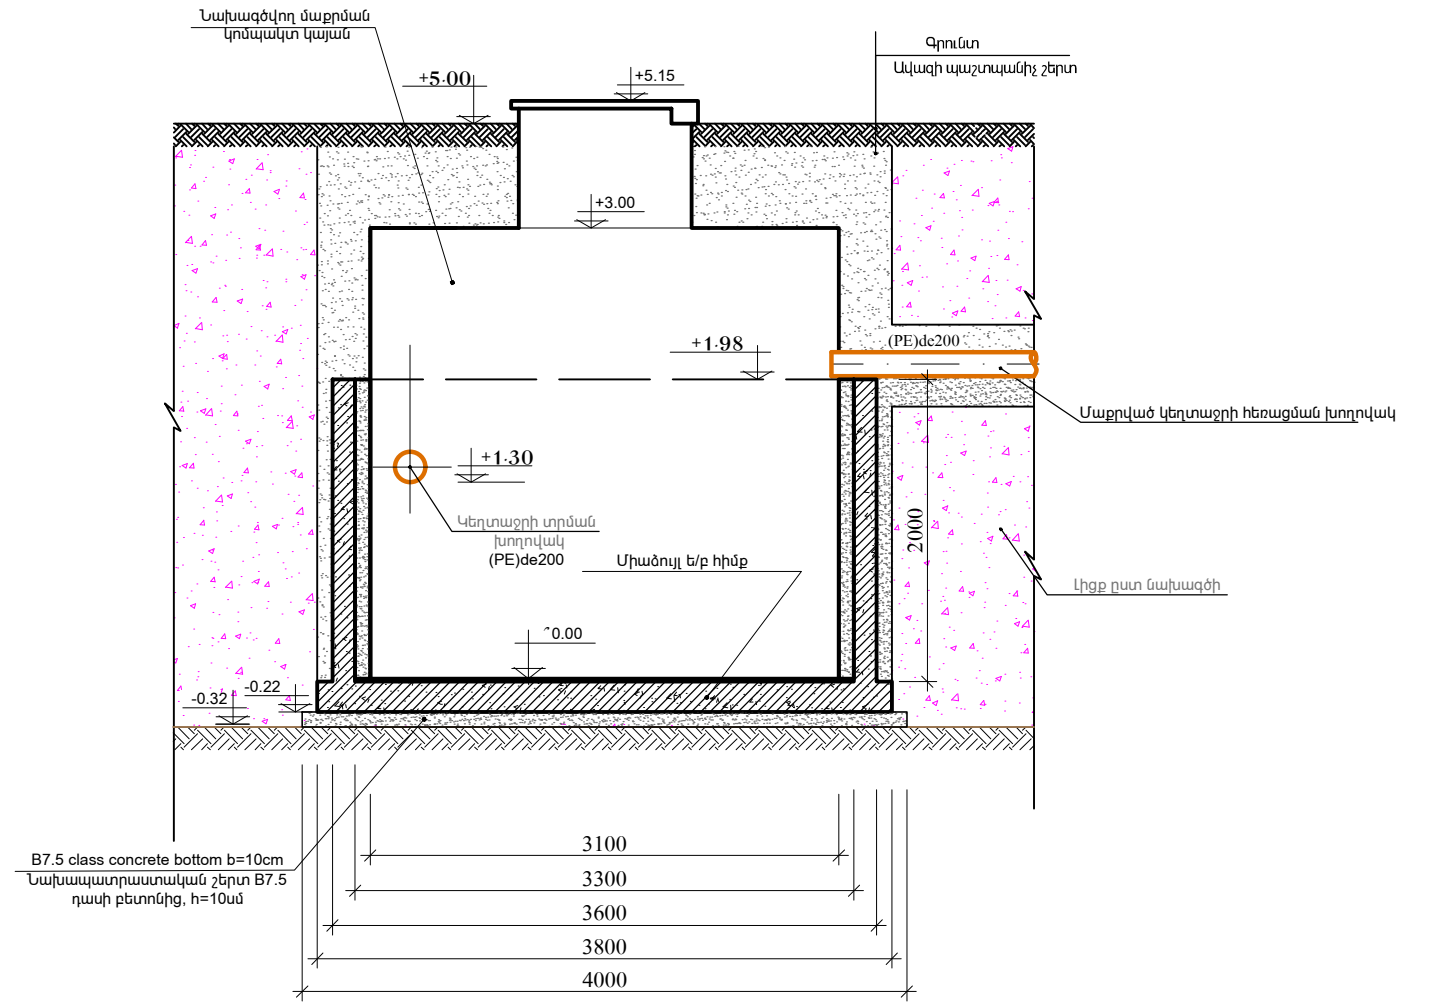 Նախագծվող մաքրման
կոմպակտ կայան
Գրունտ
Ավազի պաշտպանիչ շերտ
+5.00
+5.15
+3.00
+1.98
(PE)de200
Մաքրված կեղտաջրի հեռացման խողովակ
+1.30
Կեղտաջրի տրման
խողովակ
(PE)de200
Միաձույլ ե/բ հիմք
2000
Լիցք ըստ նախագծի
0.00
-0.22
-0.32
B7.5 class concrete bottom b=10cm
Նախապատրաստական շերտ B7.5
դասի բետոնից, h=10սմ
3100
3300
3600
3800
4000